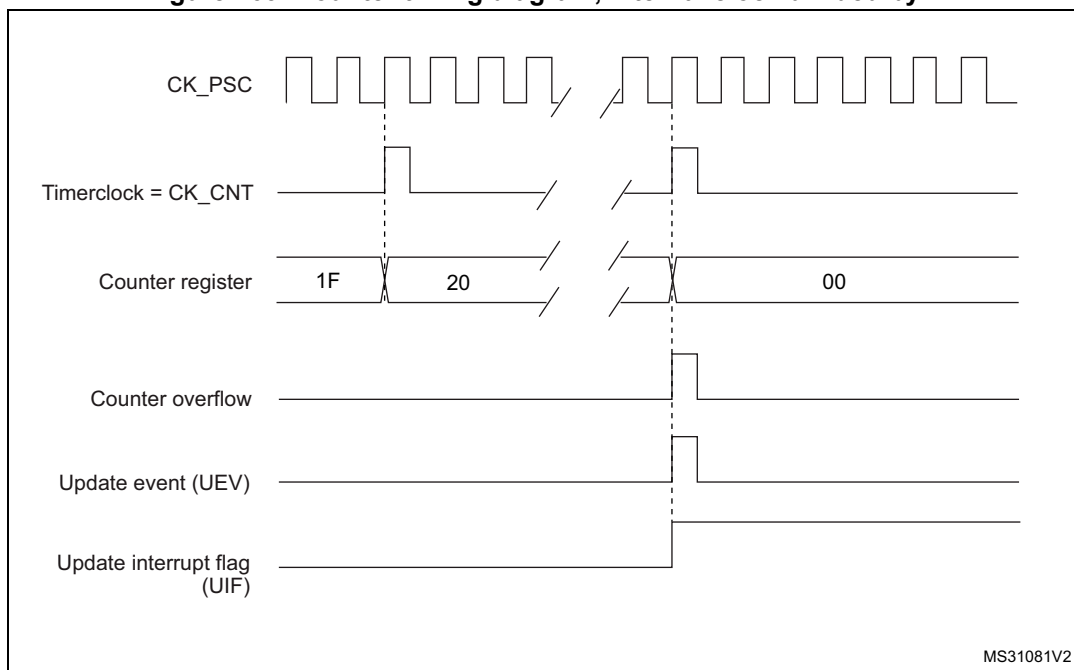 CK_PSC
Timerclock = CK_CNT
Counter register
1F
20
00
Counter overflow
Update event (UEV)
Update interrupt flag
(UIF)
MS31081V2